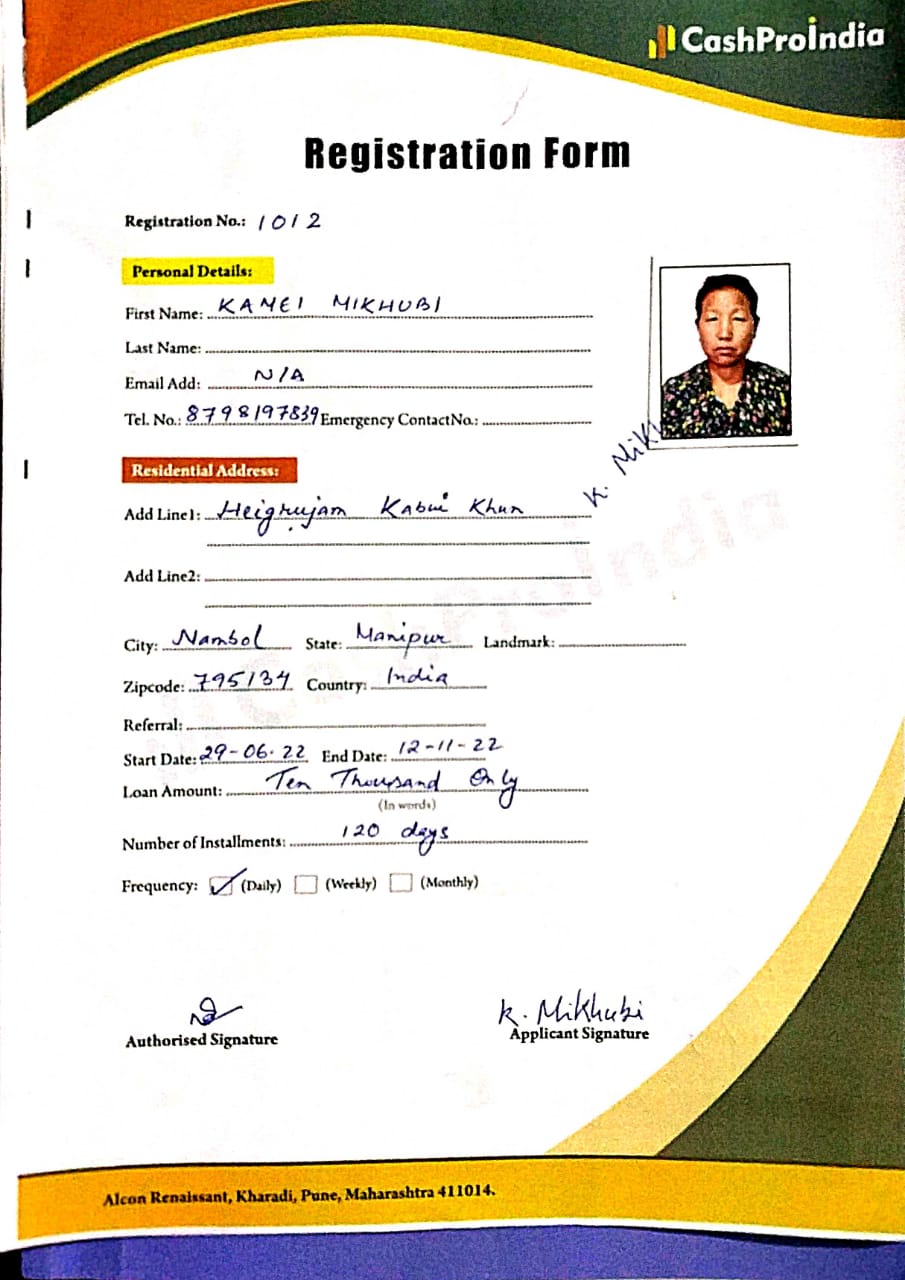 CashProIndia
Registration Form
Registration No.: 1012
Personal Details:
First Name: KAMEI MIKHUBI
Last Name:
Email Add: N/A
Tel. No.: 8798197839 Emergency ContactNo.:
K. Mikh
Residential Address:
Add Line1: Heigrujam Kabui Khun
Add Line2:
City: Nambol State: Manipur Landmark:
Zipcode: 795134 Country: India
Referral:
Start Date: 29-06-22 End Date: 12-11-22
Loan Amount: Ten Thousand Only
(In words)
Number of Installments: 120 days
Frequency: (Daily) (Weekly) (Monthly)
K. Mikhubi
Authorised Signature Applicant Signature
Alcon Renaissant, Kharadi, Pune, Maharashtra 411014.